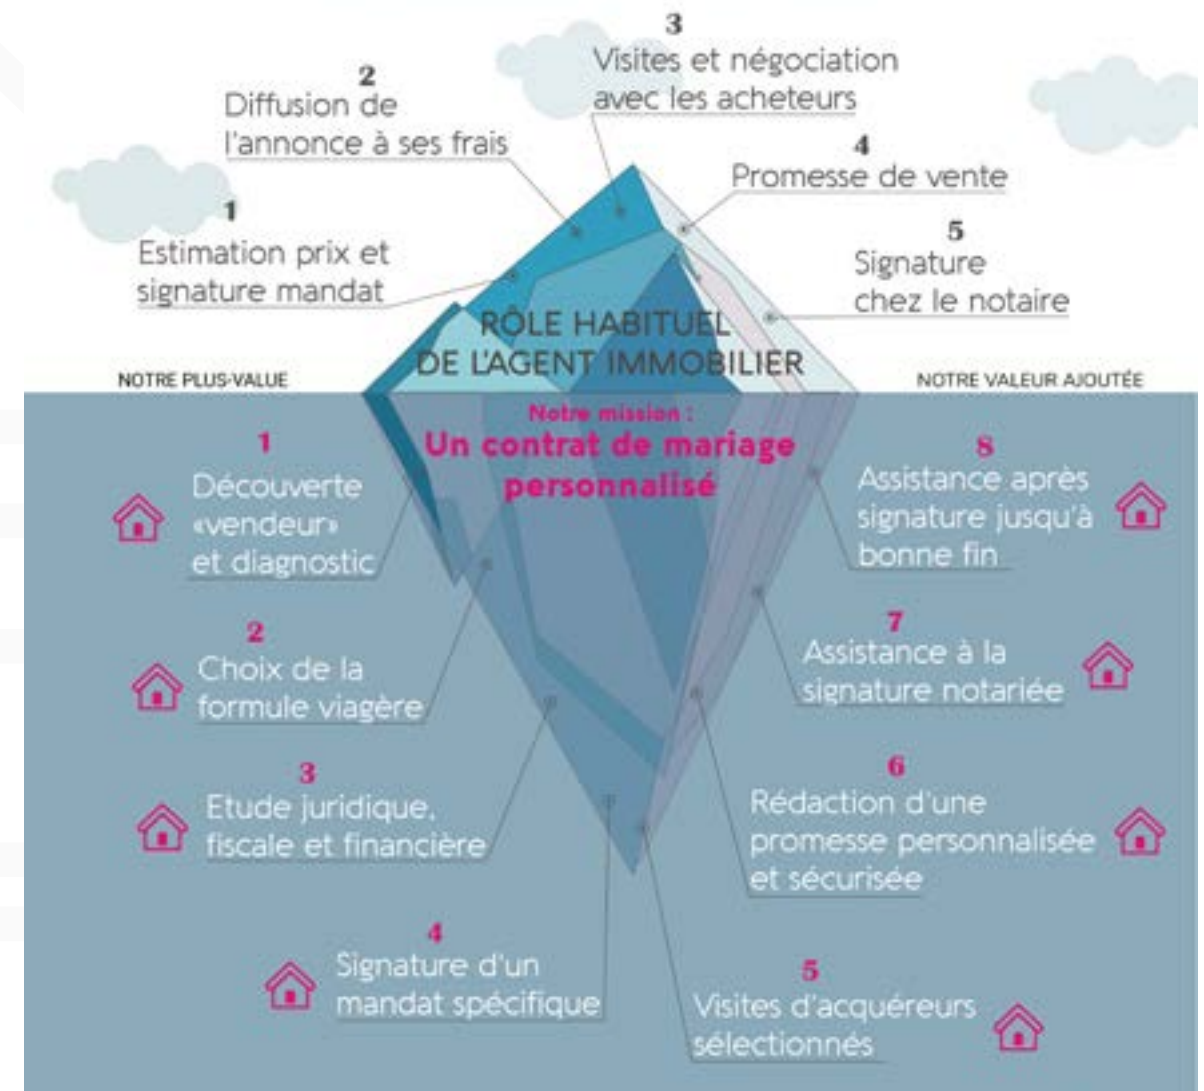 3
Visites et négociation
avec les acheteurs
2
Diffusion de
l'annonce à ses frais
4
Promesse de vente
1
Estimation prix et
signature mandat
5
Signature
chez le notaire
RÔLE HABITUEL
DE L'AGENT IMMOBILIER
NOTRE PLUS-VALUE
NOTRE VALEUR AJOUTÉE
Notre mission :
Un contrat de mariage
personnalisé
1
Découverte
«vendeur»
et diagnostic
2
Choix de la
formule viagère
3
Etude juridique,
fiscale et financière
4
Signature d'un
mandat spécifique
5
Visites d'acquéreurs
sélectionnés
6
Rédaction d'une
promesse personnalisée
et sécurisée
7
Assistance à la
signature notariée
8
Assistance après
signature jusqu'à
bonne fin